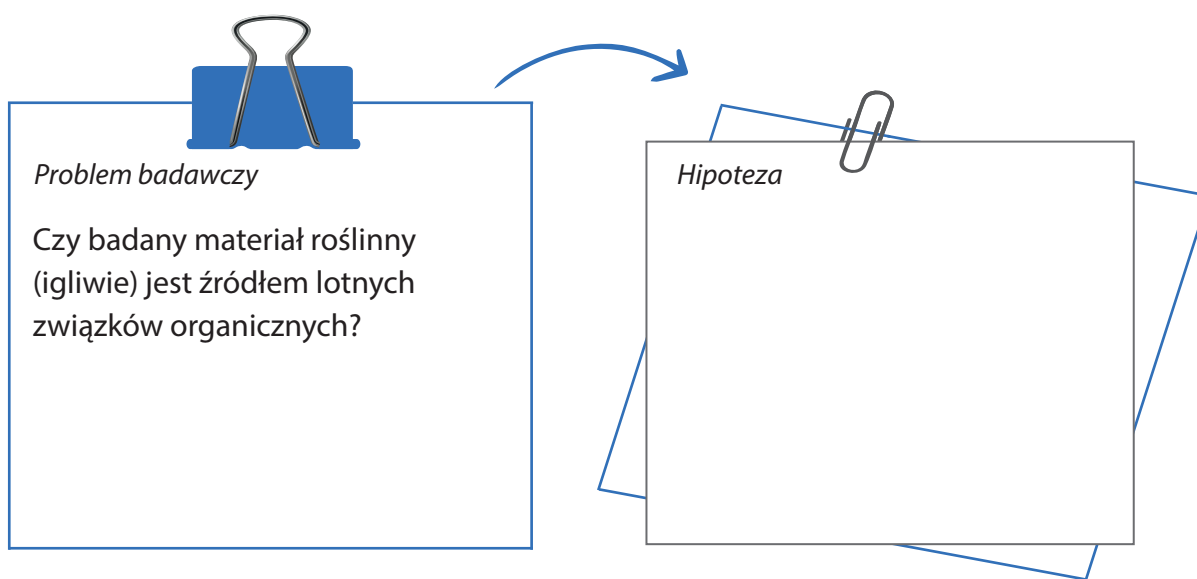 Problem badawczy
Czy badany materiał roślinny
(igliwie) jest źródłem lotnych
związków organicznych?
Hipoteza